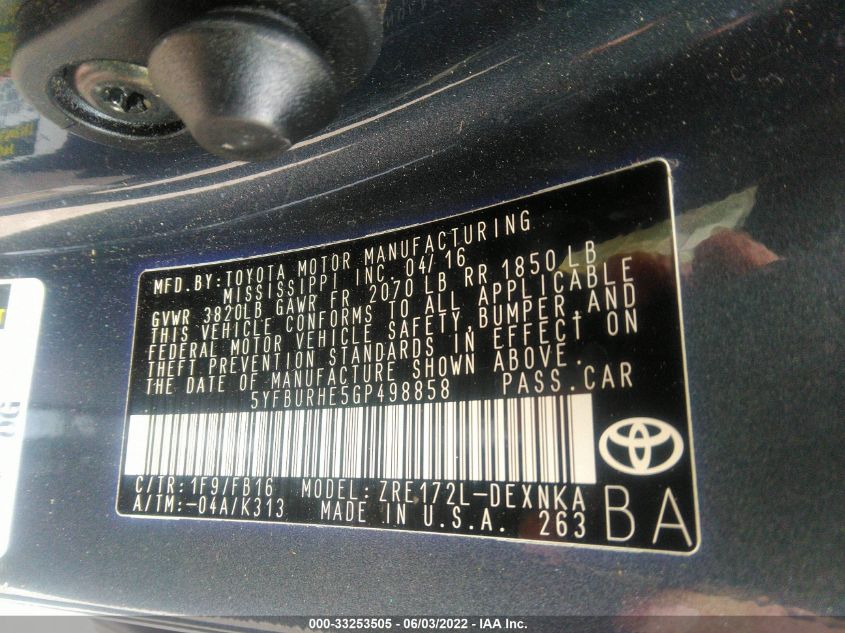 MFD.BY:TOYOTA MOTOR MANUFACTURING
MISSISSIPPI INC. 04/16
GVWR 3820LB GAWR FR 2070 LB RR 1850 LB
THIS VEHICLE CONFORMS TO ALL APPLICABLE
FEDERAL MOTOR VEHICLE SAFETY,BUMPER,AND
THEFT PREVENTION STANDARDS IN EFFECT ON
THE DATE OF MANUFACTURE SHOWN ABOVE.
5YFBURHE5GP498858 PASS.CAR
C/TR:1F9/FB16 MODEL:ZRE172L-DEXNKA
A/TM:-04A/K313 MADE IN U.S.A. 263
BA
000-33253505 - 06/03/2022 - IAA Inc.